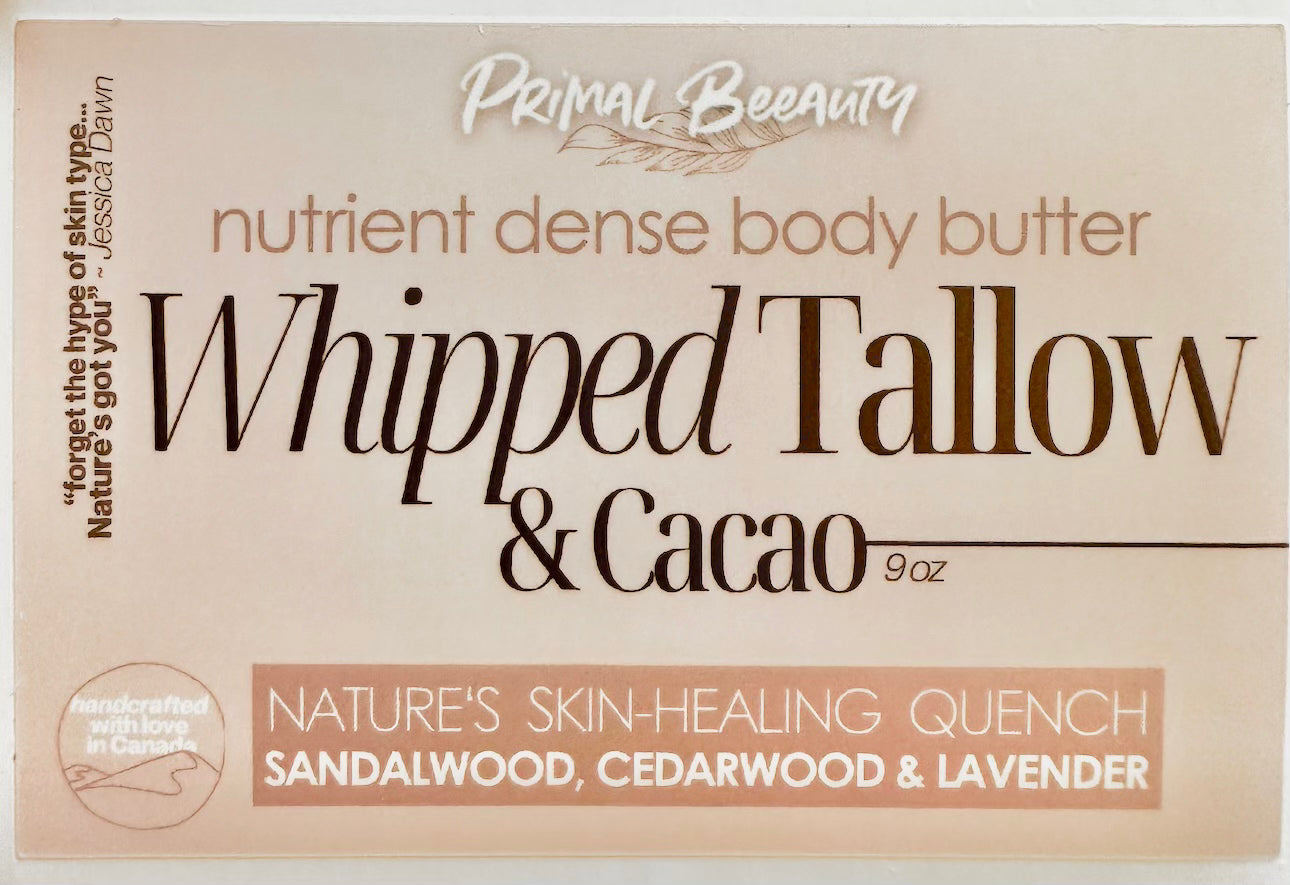 PRIMAL BEEAUTY
nutrient dense body butter
Whipped Tallow
& Cacao
9 oz
“forget the hype of skin type...
Nature's got you” ~ Jessica Dawn
handcrafted
with love
in Canada
NATURE‘S SKIN-HEALING QUENCH
SANDALWOOD, CEDARWOOD & LAVENDER